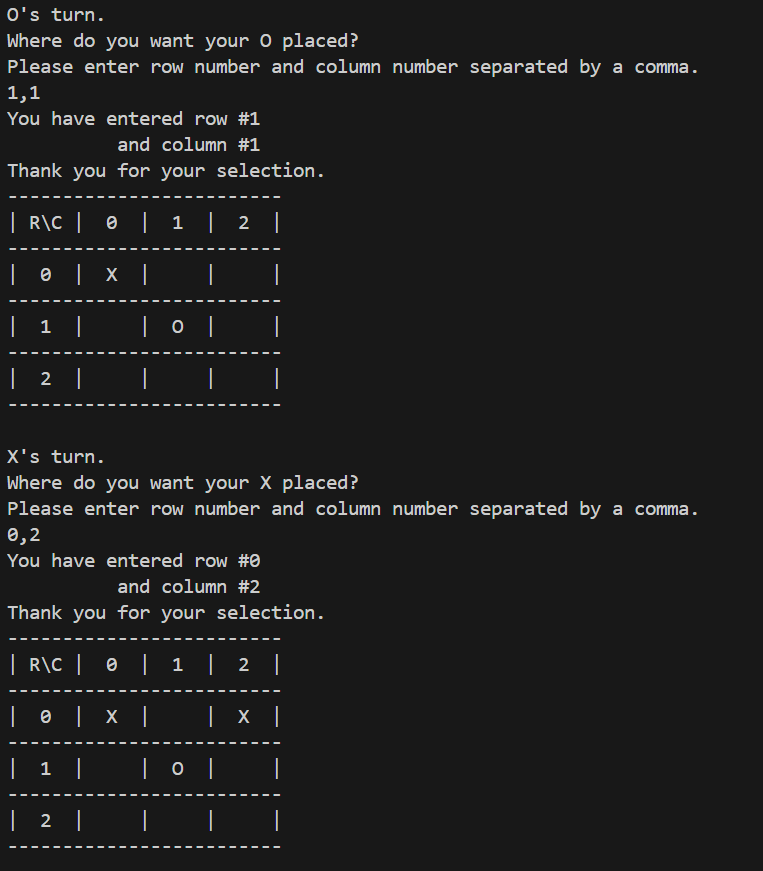 O's turn.
Where do you want your O placed?
Please enter row number and column number separated by a comma.
1,1
You have entered row #1
          and column #1
Thank you for your selection.
-------------------------
| R\C |  0  |  1  |  2  |
-------------------------
|  0  |  X  |     |     |
-------------------------
|  1  |     |  O  |     |
-------------------------
|  2  |     |     |     |
-------------------------

X's turn.
Where do you want your X placed?
Please enter row number and column number separated by a comma.
0,2
You have entered row #0
          and column #2
Thank you for your selection.
-------------------------
| R\C |  0  |  1  |  2  |
-------------------------
|  0  |  X  |     |  X  |
-------------------------
|  1  |     |  O  |     |
-------------------------
|  2  |     |     |     |
-------------------------